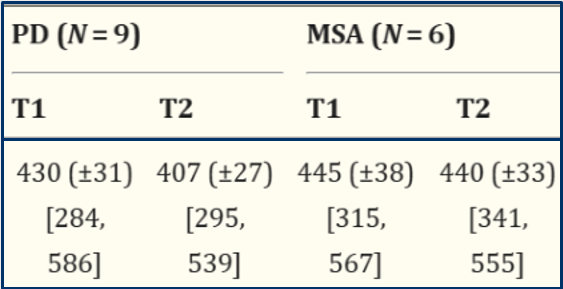 PD (N = 9) MSA (N = 6)
T1 T2 T1 T2
430 (±31) 407 (±27) 445 (±38) 440 (±33)
[284, [295, [315, [341,
586] 539] 567] 555]